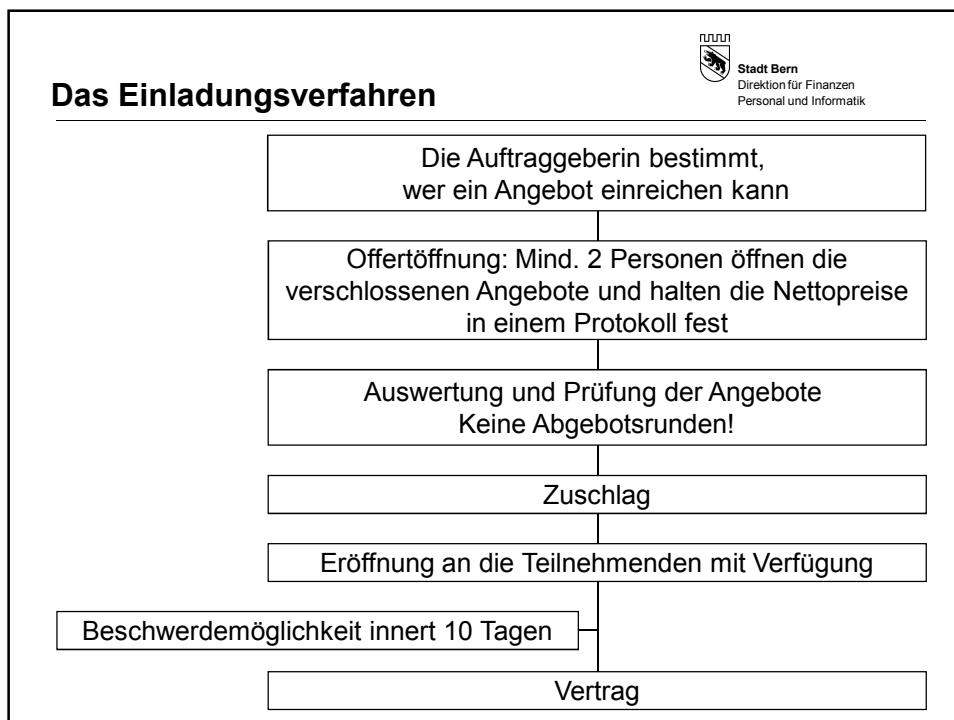 Das Einladungsverfahren
Stadt Bern
Direktion für Finanzen
Personal und Informatik
Die Auftraggeberin bestimmt,
wer ein Angebot einreichen kann
Offertöffnung: Mind. 2 Personen öffnen die
verschlossenen Angebote und halten die Nettopreise
in einem Protokoll fest
Auswertung und Prüfung der Angebote
Keine Abgebotsrunden!
Zuschlag
Eröffnung an die Teilnehmenden mit Verfügung
Beschwerdemöglichkeit innert 10 Tagen
Vertrag